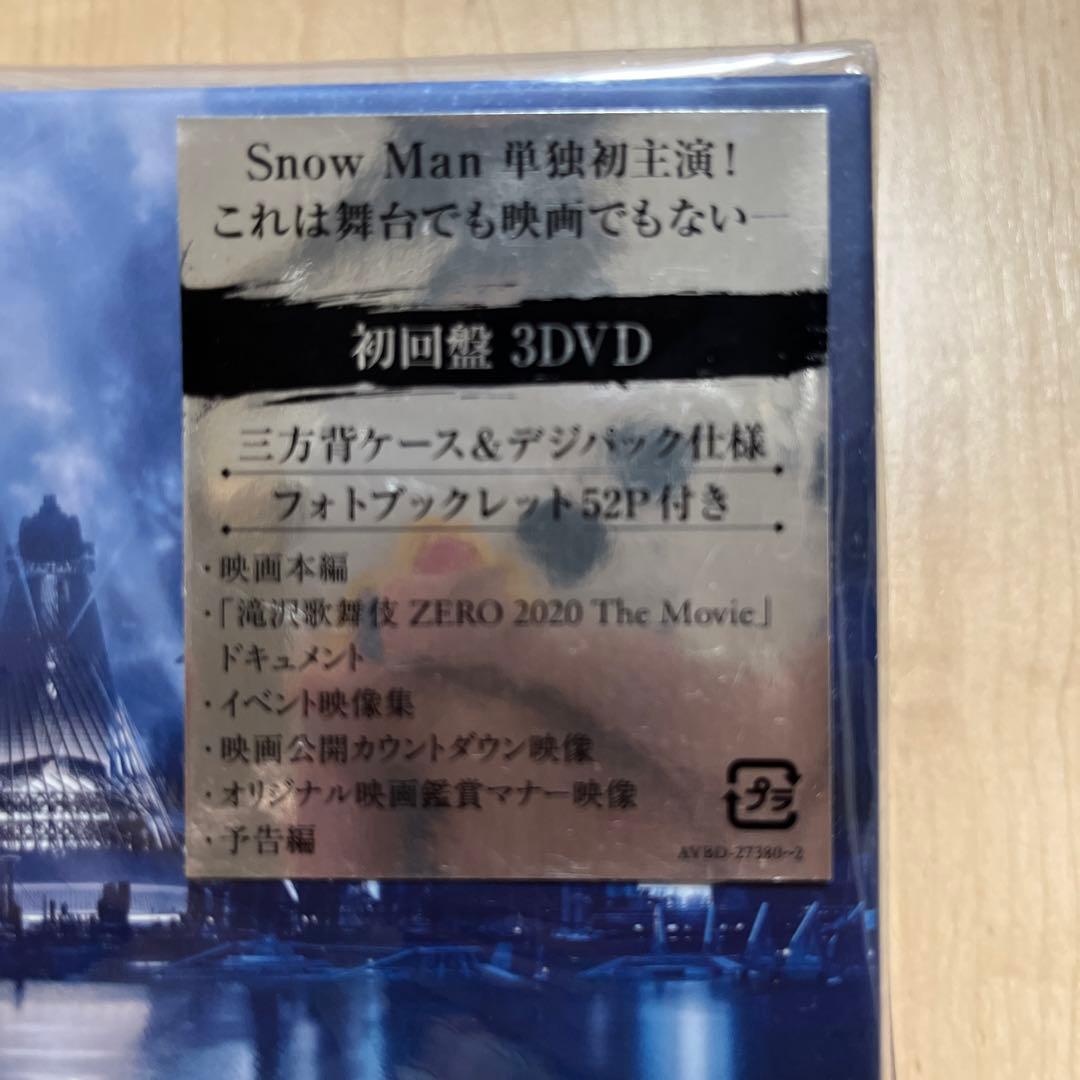 Snow Man 単独初主演!
これは舞台でも映画でもない―
初回盤 3DVD
三方背ケース&デジパック仕様
フォトブックレット52P付き
・映画本編
・「滝沢歌舞伎 ZERO 2020 The Movie」
ドキュメント
・イベント映像集
・映画公開カウントダウン映像
・オリジナル映画鑑賞マナー映像
・予告編
プラ
AVBD-27380~2